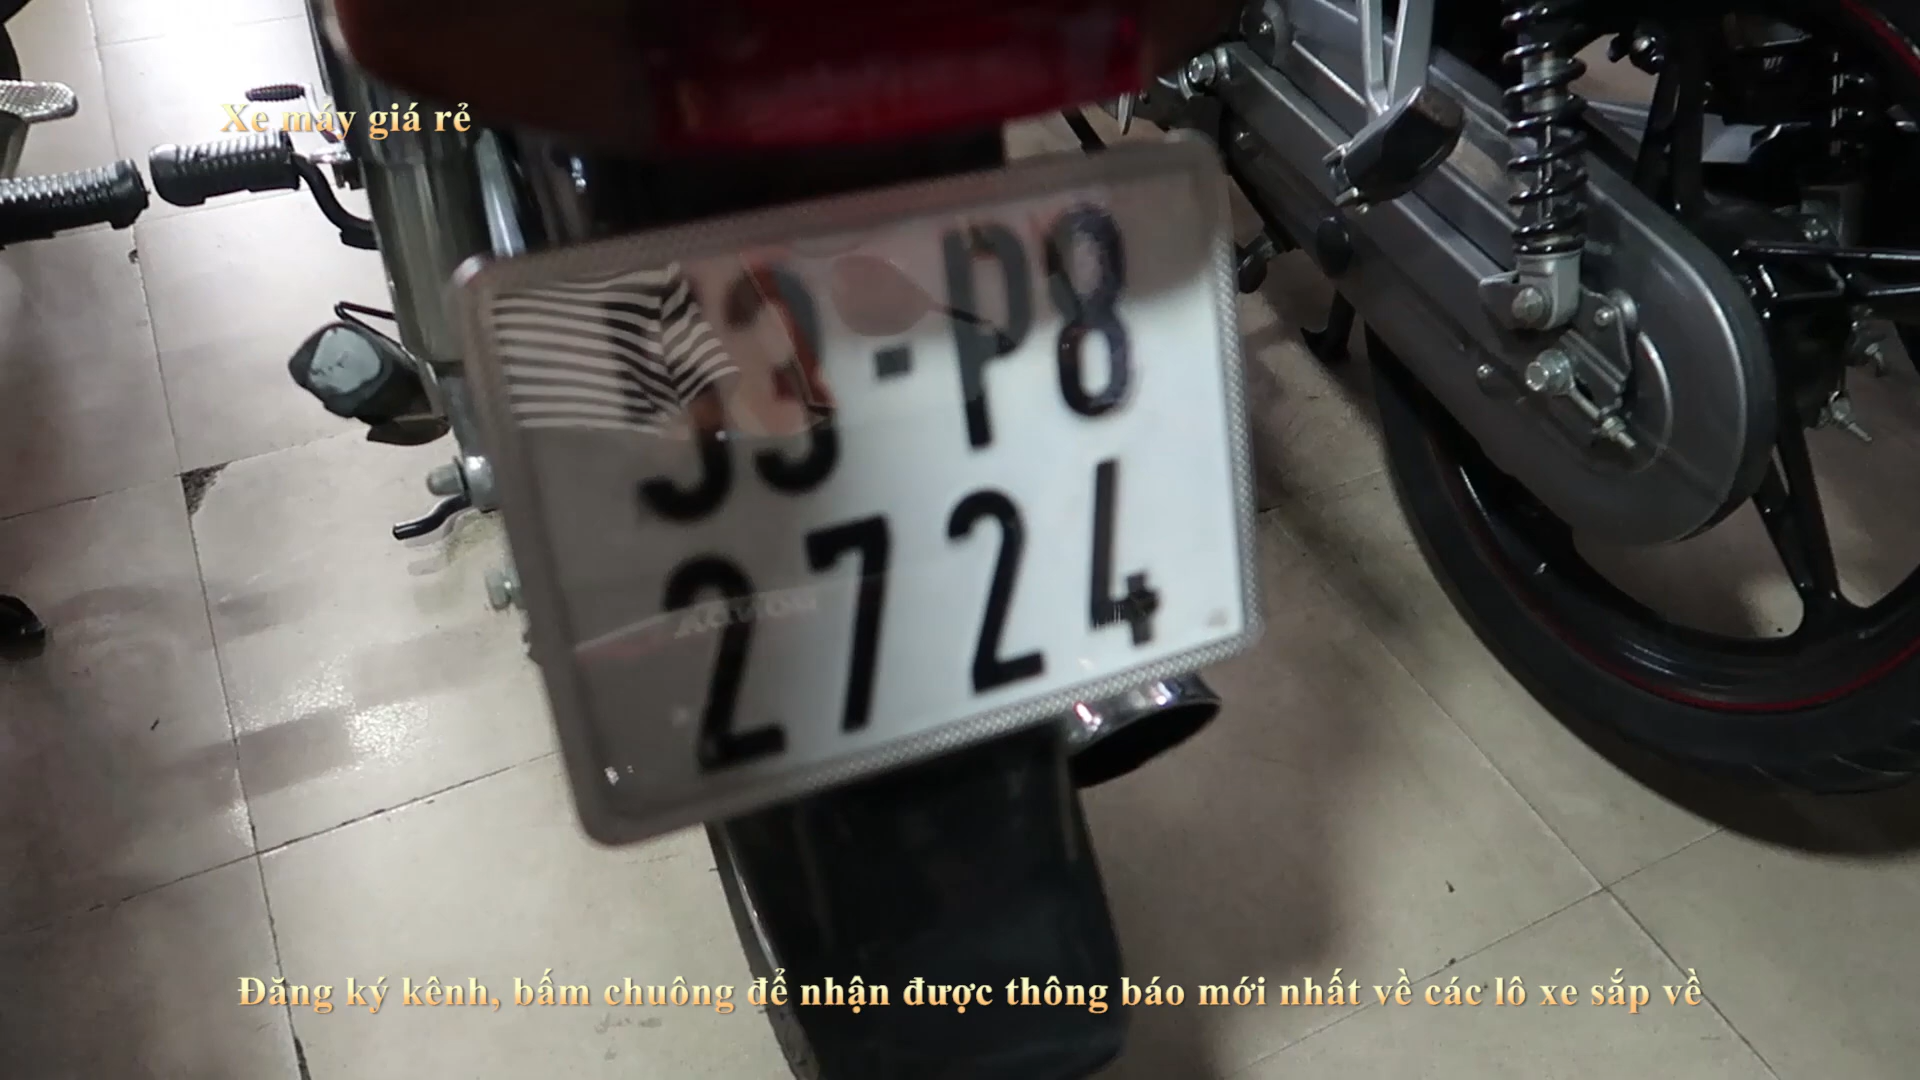 Xe máy giá rẻ
53-P8
2724
Đăng ký kênh, bấm chuông để nhận được thông báo mới nhất về các lô xe sắp về